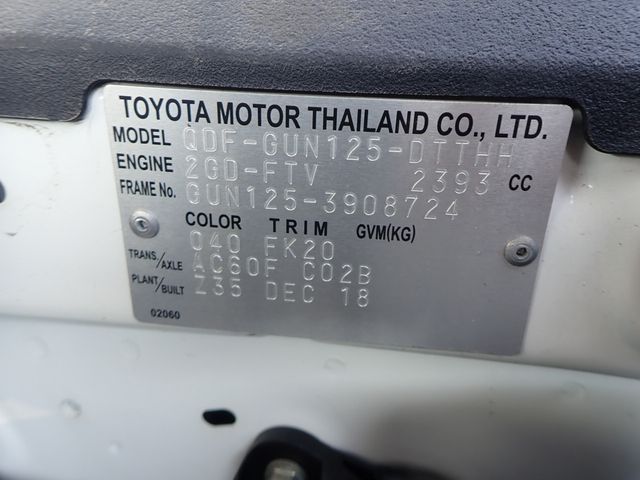 TOYOTA MOTOR THAILAND CO., LTD.
MODEL QDF-GUN125-DTTHH
ENGINE 2GD-FTV 2393 CC
FRAME No. GUN125-3908724
COLOR TRIM GVM(KG)
040 FK20
TRANS/AXLE AC60F C02B
PLANT/BUILT Z35 DEC 18
02060